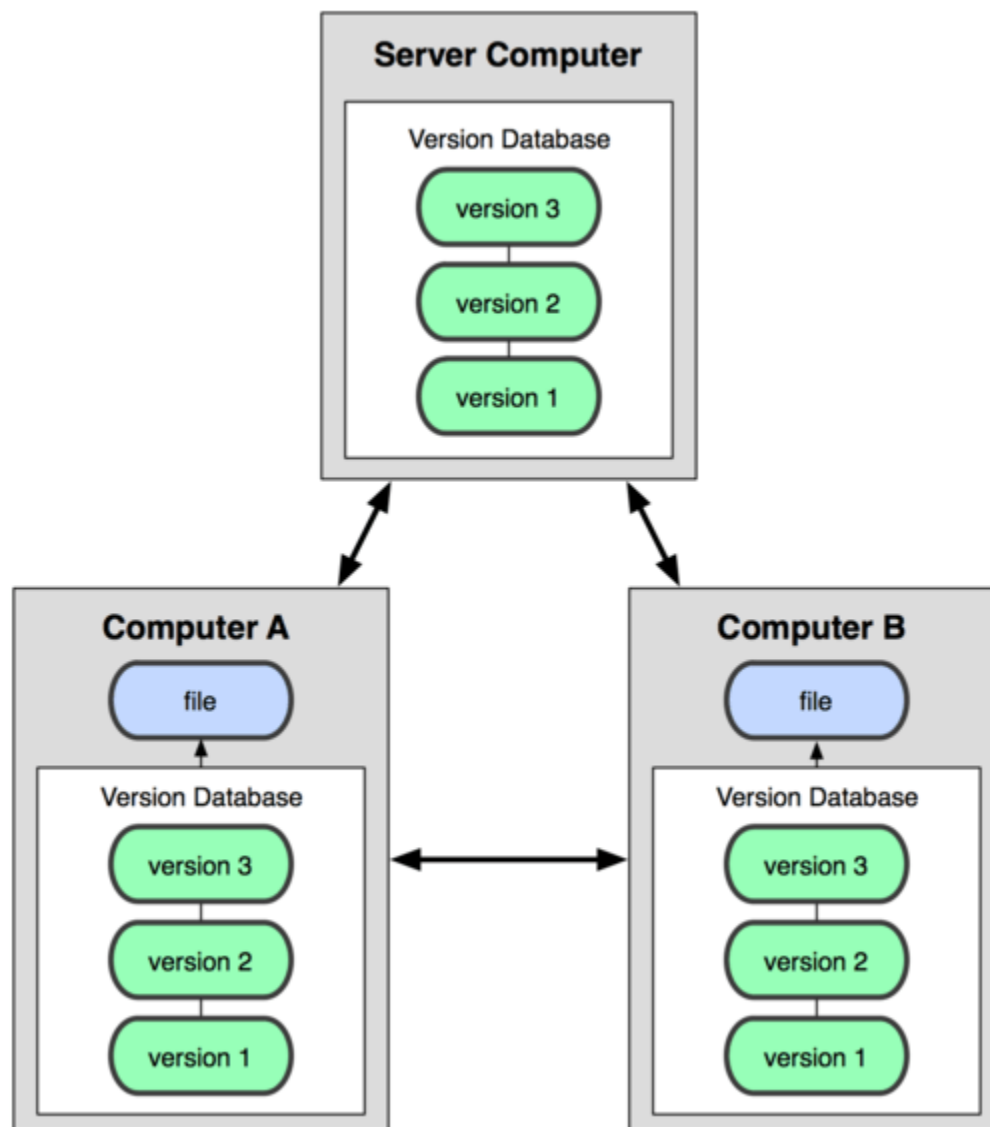 Server Computer
Version Database
version 3
version 2
version 1
Computer A
file
Version Database
version 3
version 2
version 1
Computer B
file
Version Database
version 3
version 2
version 1